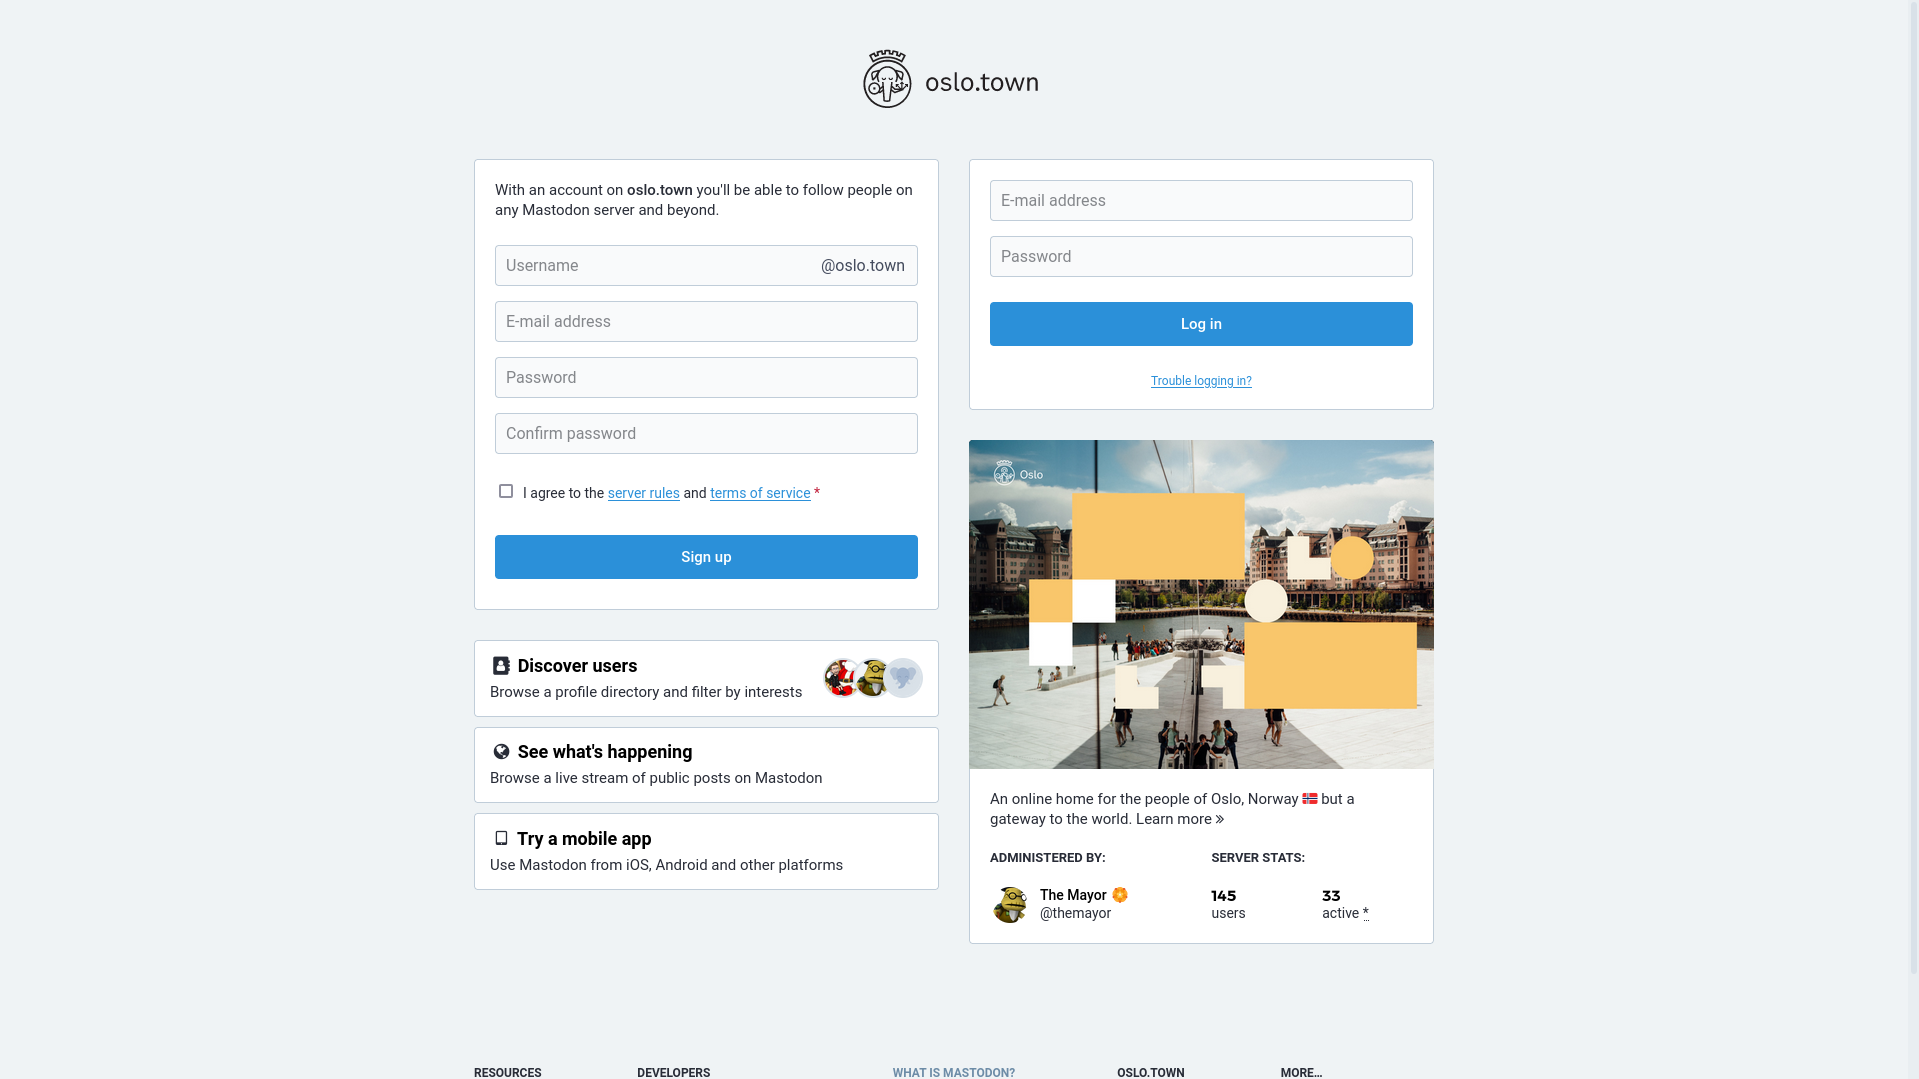 oslo.town
With an account on oslo.town you'll be able to follow people on
any Mastodon server and beyond.
Username @oslo.town
E-mail address
Password
Confirm password
I agree to the server rules and terms of service *
Sign up
Discover users
Browse a profile directory and filter by interests
See what's happening
Browse a live stream of public posts on Mastodon
Try a mobile app
Use Mastodon from iOS, Android and other platforms
E-mail address
Password
Log in
Trouble logging in?
Oslo
An online home for the people of Oslo, Norway 🇳🇴 but a
gateway to the world. Learn more »
ADMINISTERED BY:
The Mayor
@themayor
SERVER STATS:
145 33
users active *
RESOURCES DEVELOPERS WHAT IS MASTODON? OSLO.TOWN MORE…